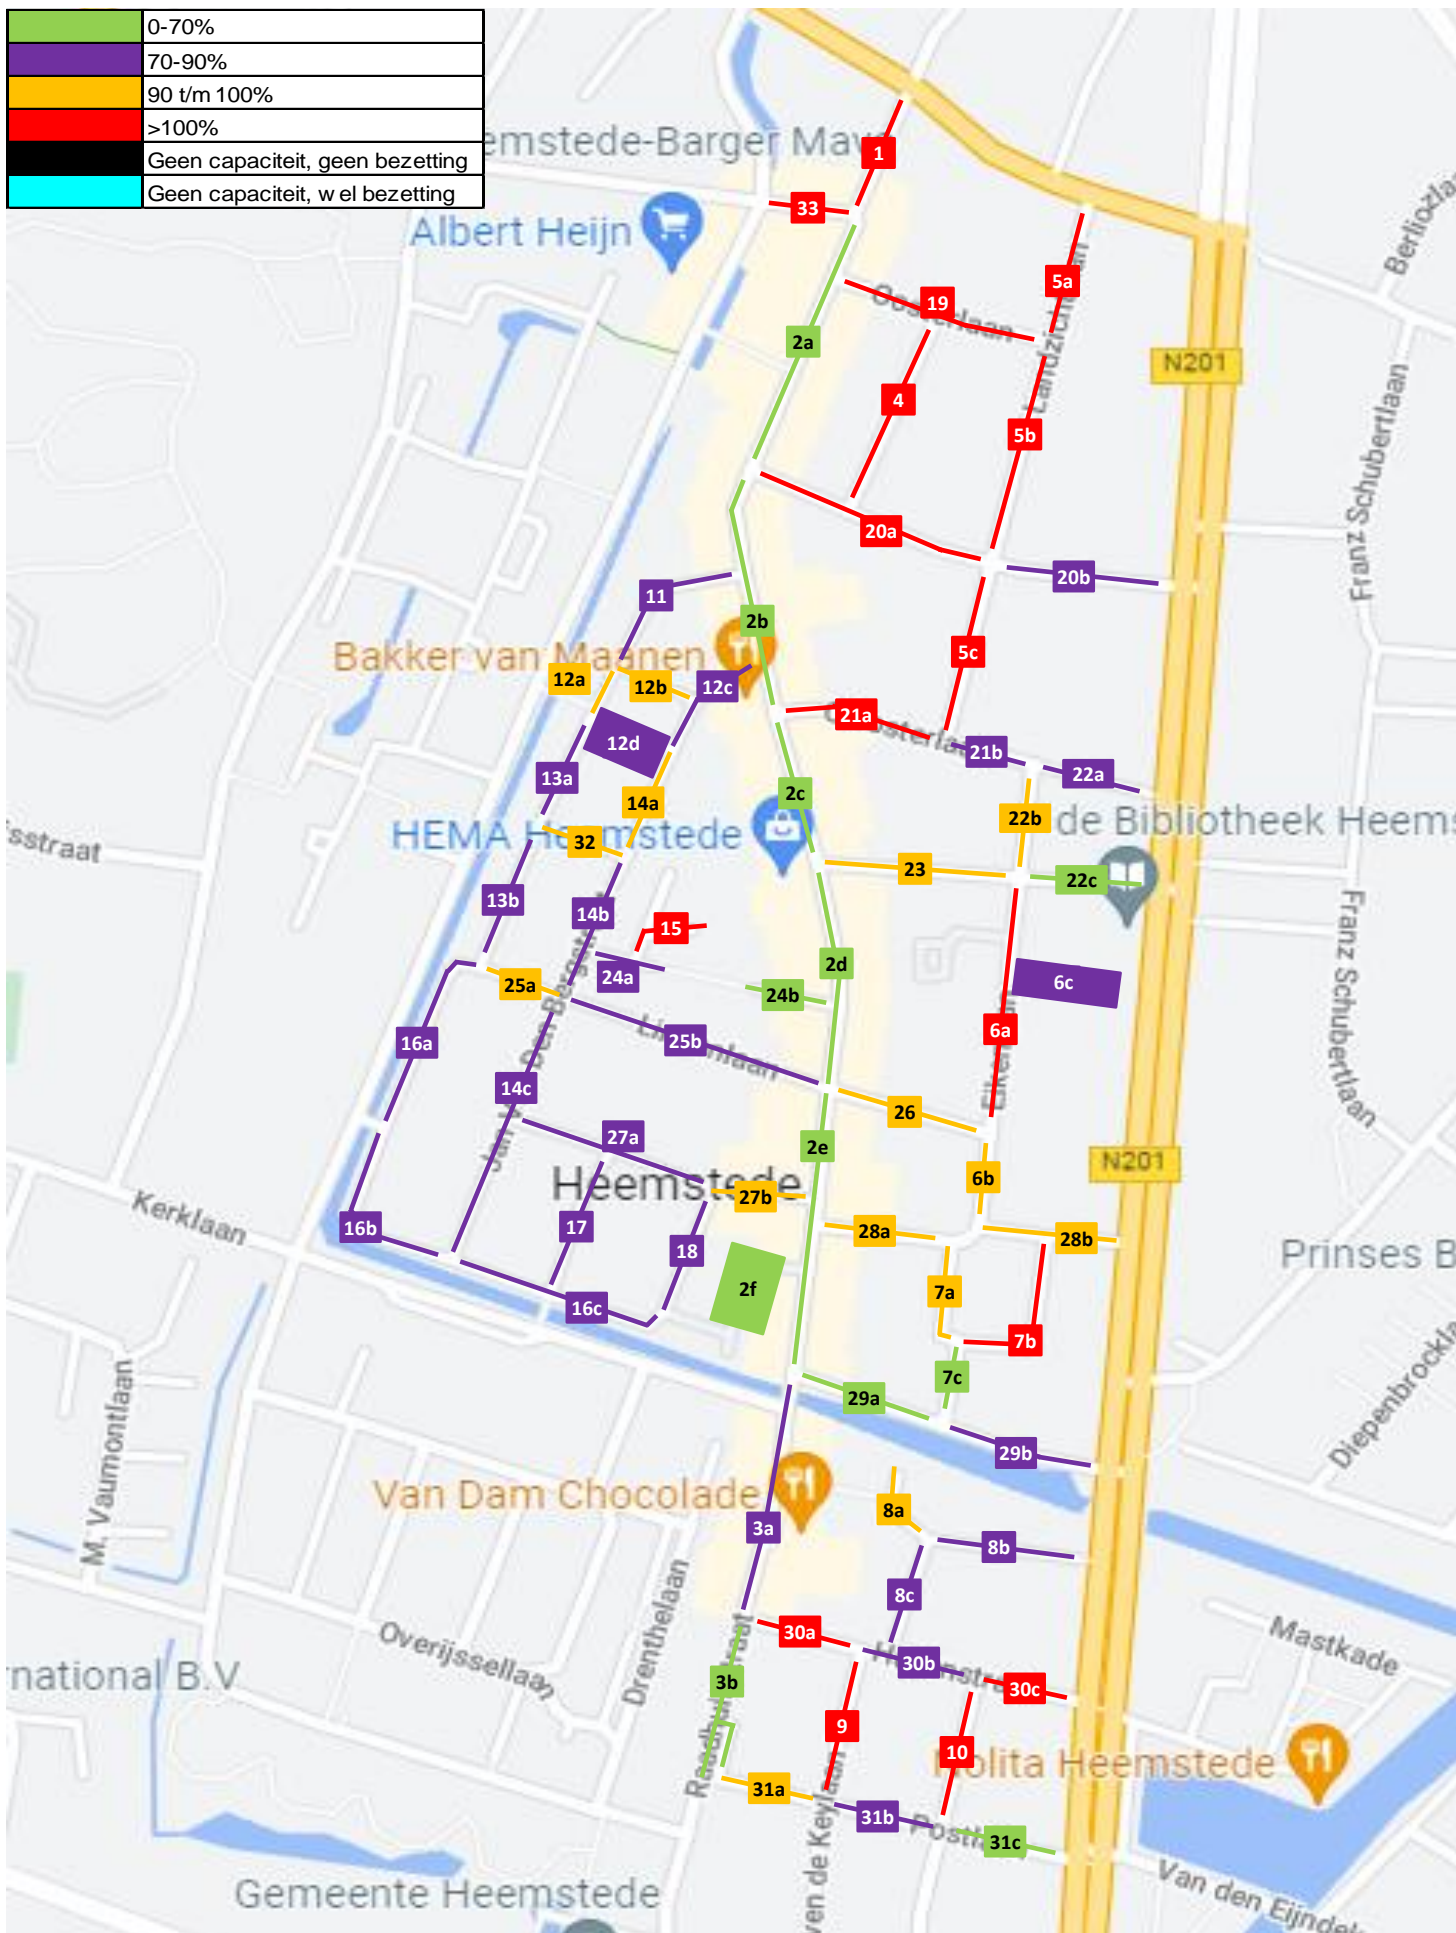 0-70%
70-90%
90 t/m 100%
>100%
Geen capaciteit, geen bezetting
Geen capaciteit, wel bezetting
1
33
Albert Heijn
5a
19
2a
N201
4
5b
20a
20b
11
2b
Bakker van Maanen
5c
12a
12b
12c
21a
12d
21b
22a
13a
14a
2c
22b
HEMA Heemstede
32
23
22c
13b
14b
15
2d
24a
24b
6c
25a
16a
25b
6a
14c
26
27a
2e
N201
6b
Heemstede
27b
Kerklaan
16b
17
18
28a
28b
2f
7a
16c
7b
7c
29a
29b
Franz Schubertlaan
Franz Schubertlaan
M. Vaumontlaan
Van Dam Chocolade
8a
3a
8b
8c
Overijssellaan
Drenthelaan
30a
30b
30c
Mastkade
3b
9
10
31a
31b
31c
Gemeente Heemstede